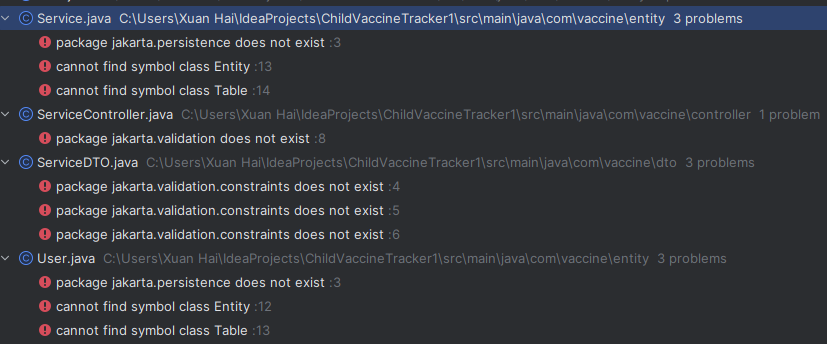 Service.java C:\Users\Xuan Hai\IdeaProjects\ChildVaccineTracker1\src\main\java\com\vaccine\entity 3 problems
package jakarta.persistence does not exist :3
cannot find symbol class Entity :13
cannot find symbol class Table :14
ServiceController.java C:\Users\Xuan Hai\IdeaProjects\ChildVaccineTracker1\src\main\java\com\vaccine\controller 1 problem
package jakarta.validation does not exist :8
ServiceDTO.java C:\Users\Xuan Hai\IdeaProjects\ChildVaccineTracker1\src\main\java\com\vaccine\dto 3 problems
package jakarta.validation.constraints does not exist :4
package jakarta.validation.constraints does not exist :5
package jakarta.validation.constraints does not exist :6
User.java C:\Users\Xuan Hai\IdeaProjects\ChildVaccineTracker1\src\main\java\com\vaccine\entity 3 problems
package jakarta.persistence does not exist :3
cannot find symbol class Entity :12
cannot find symbol class Table :13